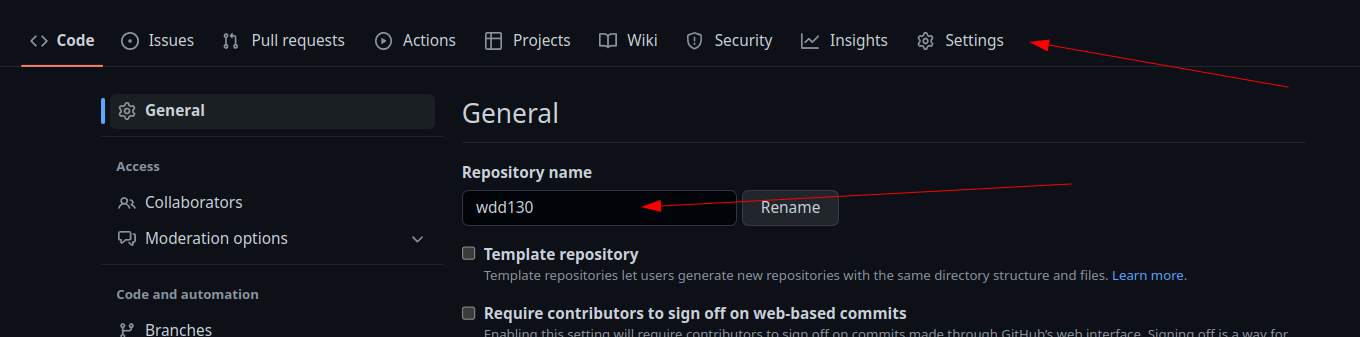 Code Issues Pull requests Actions Projects Wiki Security Insights Settings
General
Access
Collaborators
Moderation options
Code and automation
Branches
General
Repository name
wdd130 Rename
Template repository
Template repositories let users generate new repositories with the same directory structure and files. Learn more.
Require contributors to sign off on web-based commits
Enabling this setting will require contributors to sign off on commits made through GitHub's web interface. Signing off is a way for